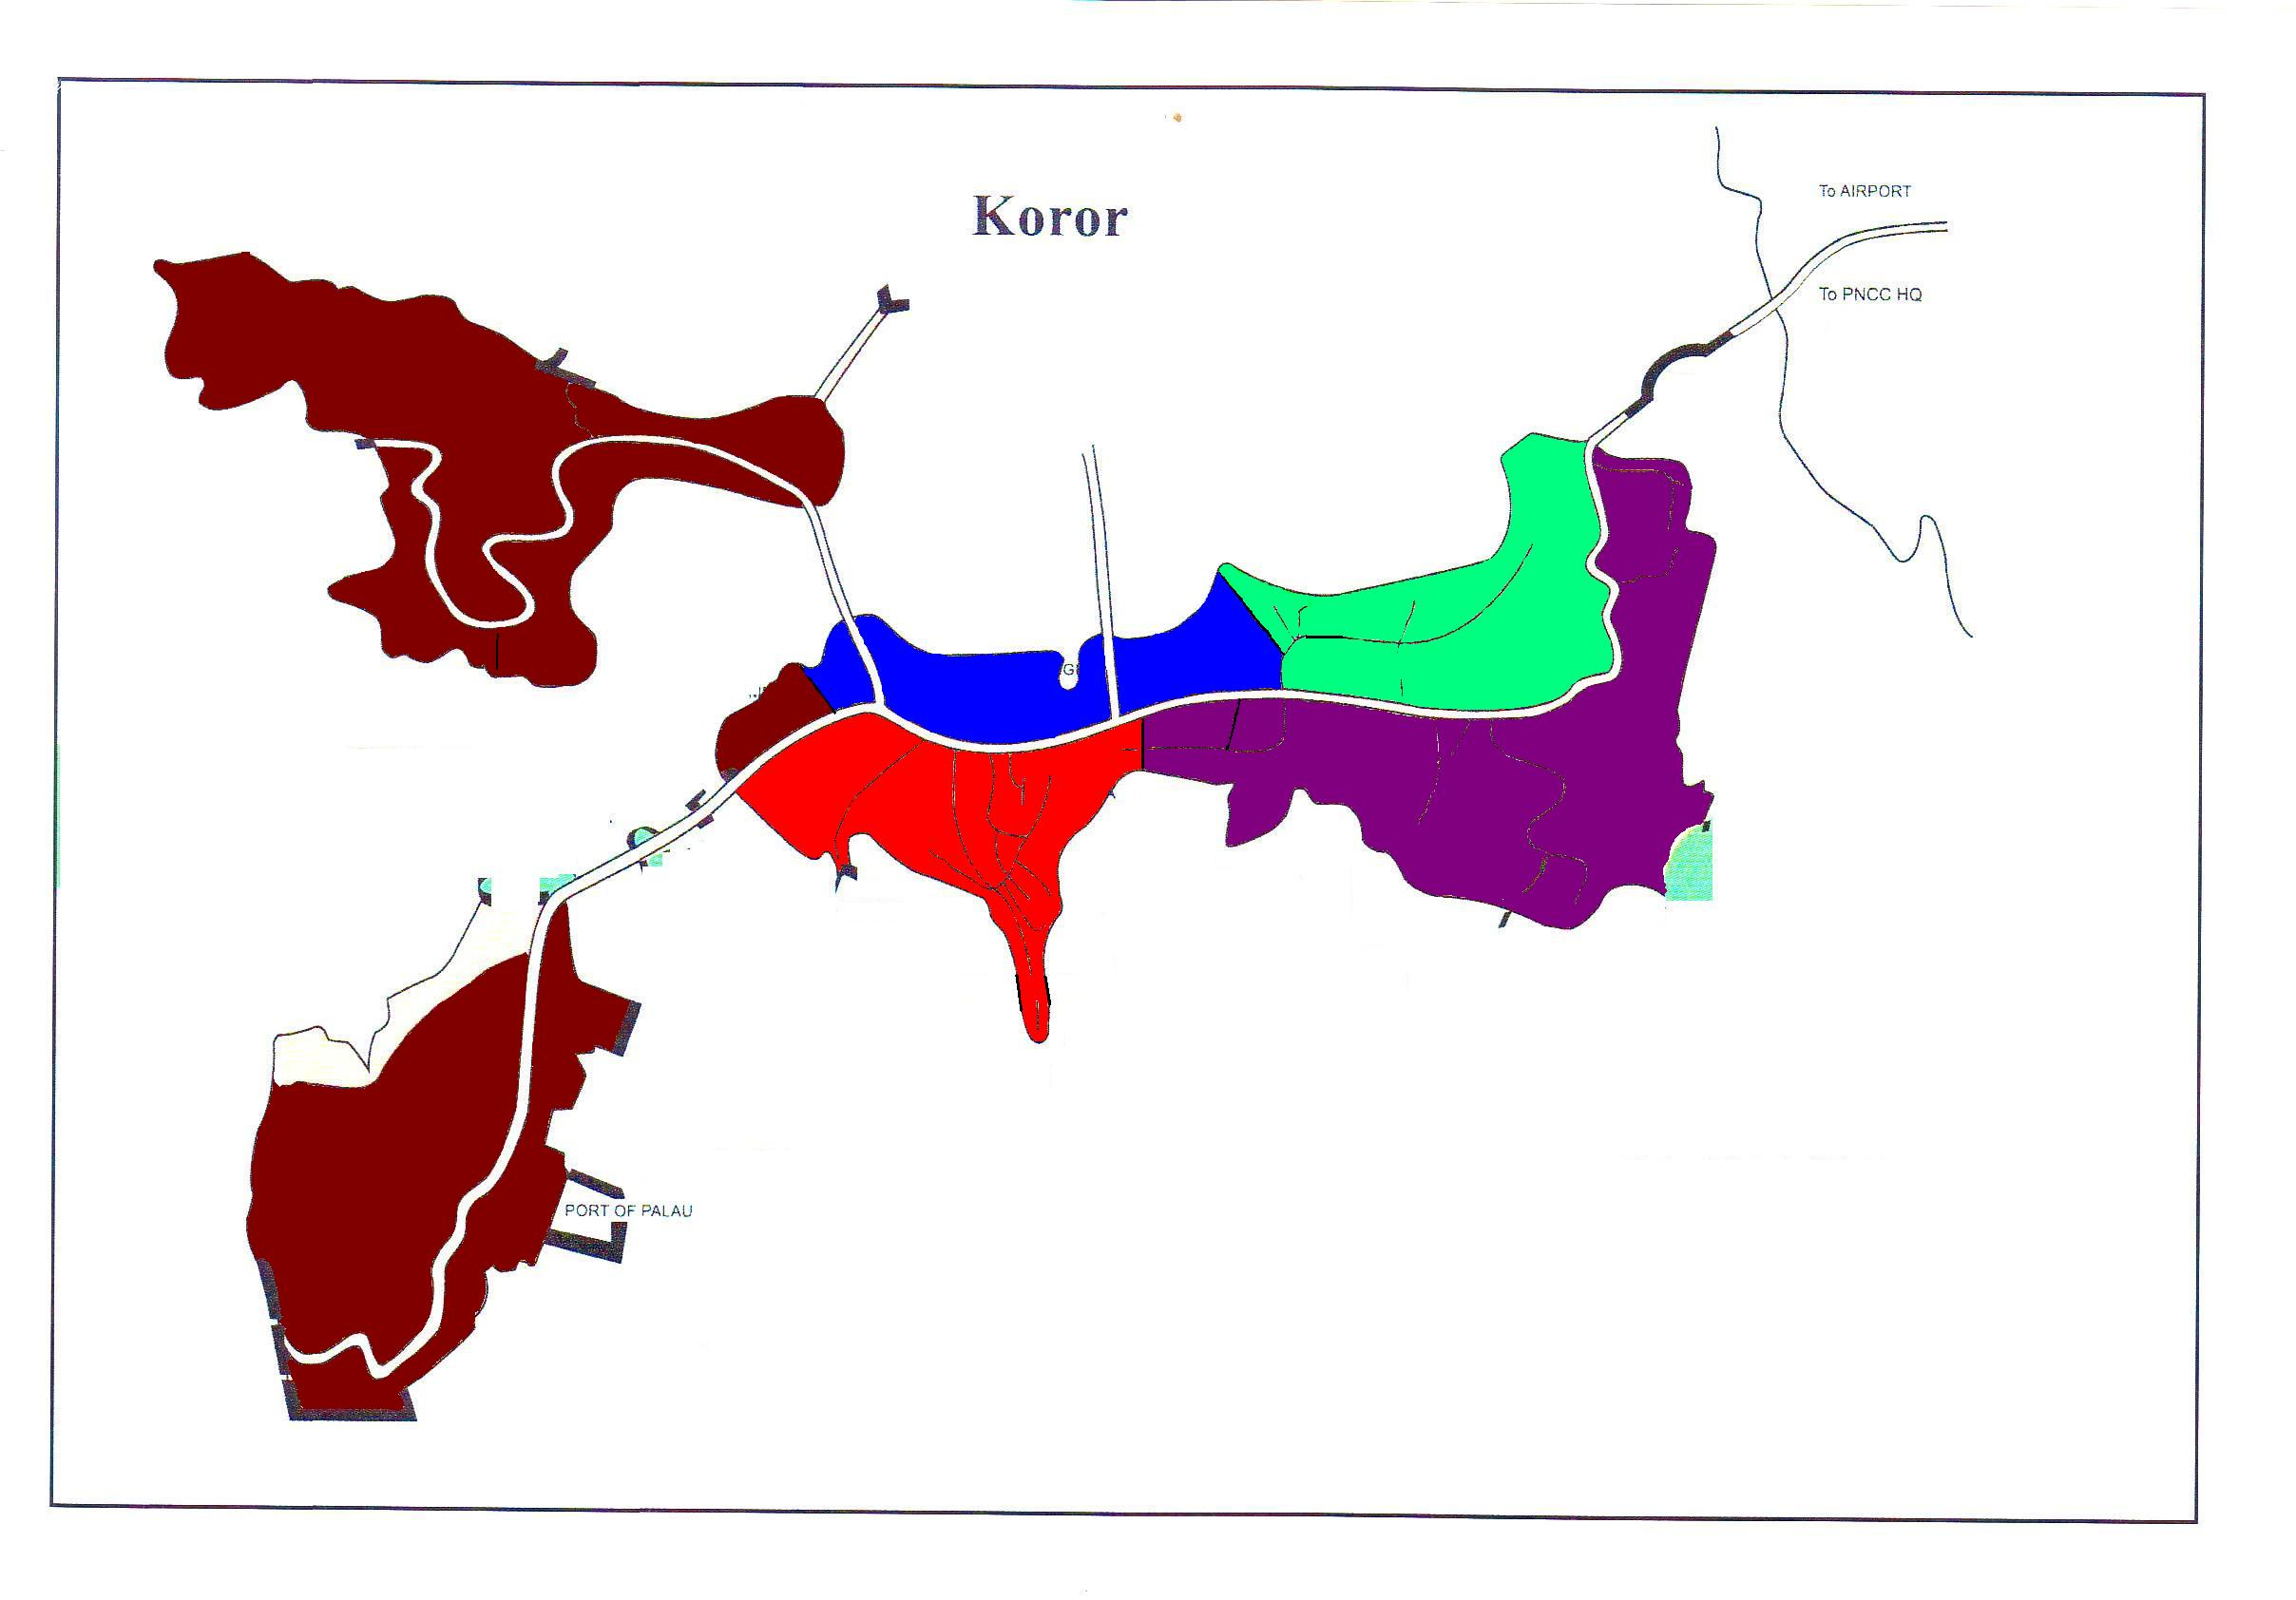 Koror
To AIRPORT
To PNCC HQ
PORT OF PALAU